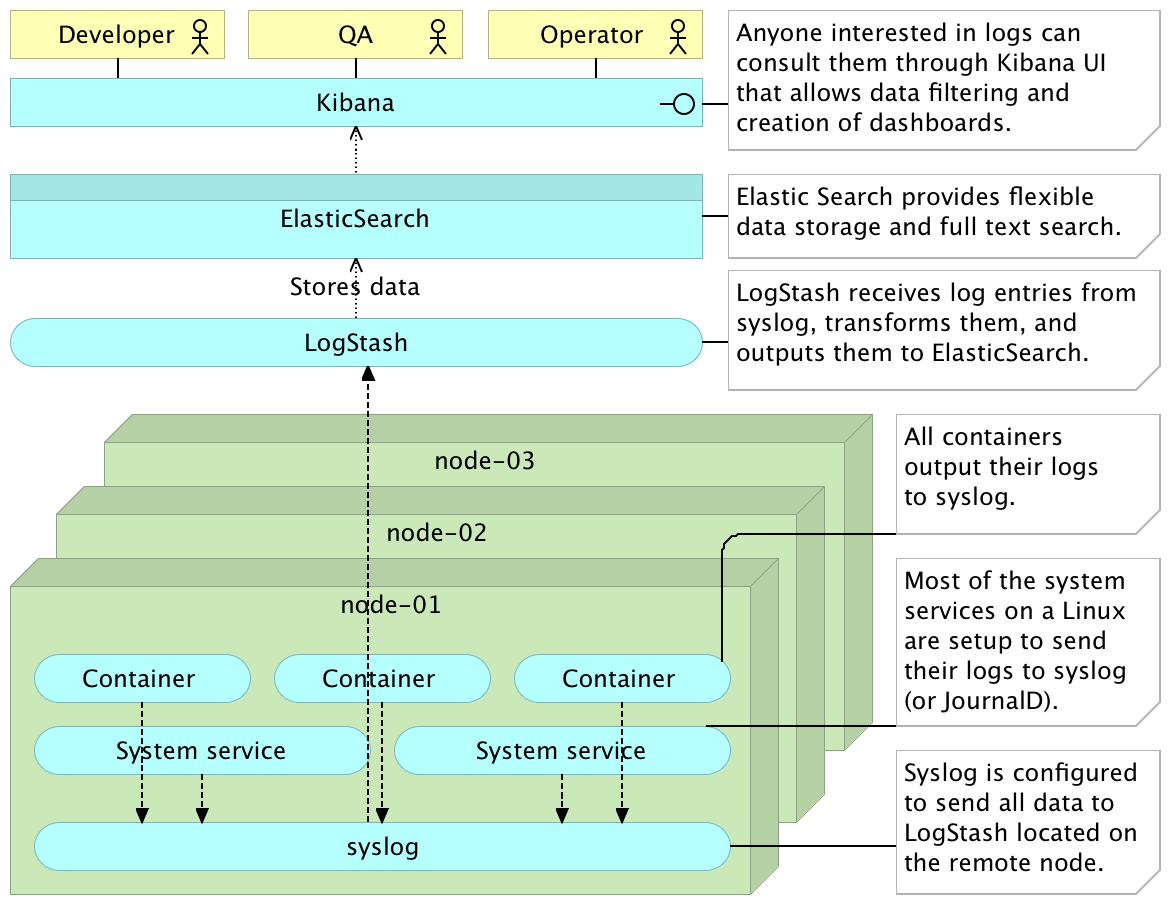 Developer
QA
Operator
Anyone interested in logs can
consult them through Kibana UI
that allows data filtering and
creation of dashboards.
Kibana
ElasticSearch
Elastic Search provides flexible
data storage and full text search.
Stores data
LogStash
LogStash receives log entries from
syslog, transforms them, and
outputs them to ElasticSearch.
node-03
All containers
output their logs
to syslog.
node-02
node-01
Most of the system
services on a Linux
are setup to send
their logs to syslog
(or JournalD).
Container
Container
Container
System service
System service
syslog
Syslog is configured
to send all data to
LogStash located on
the remote node.